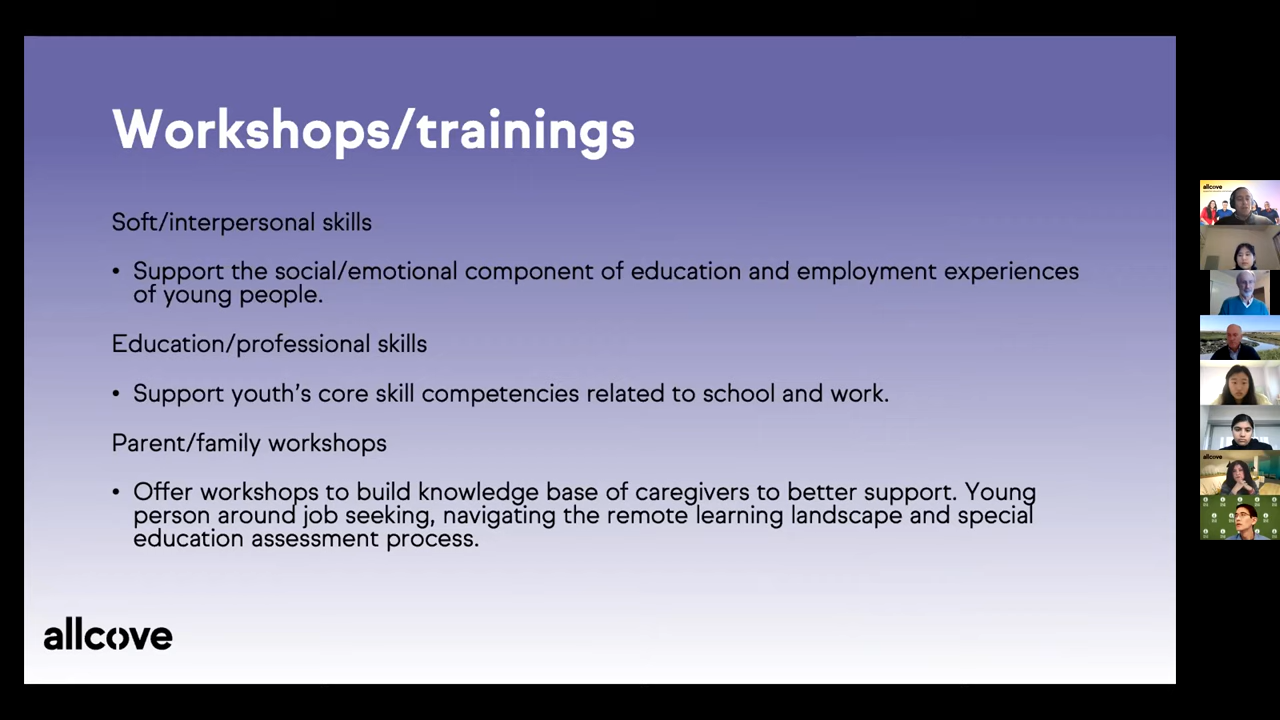 Workshops/trainings
Soft/interpersonal skills
• Support the social/emotional component of education and employment experiences
of young people.
Education/professional skills
• Support youth’s core skill competencies related to school and work.
Parent/family workshops
• Offer workshops to build knowledge base of caregivers to better support. Young
person around job seeking, navigating the remote learning landscape and special
education assessment process.
allcove
allcove
allcove